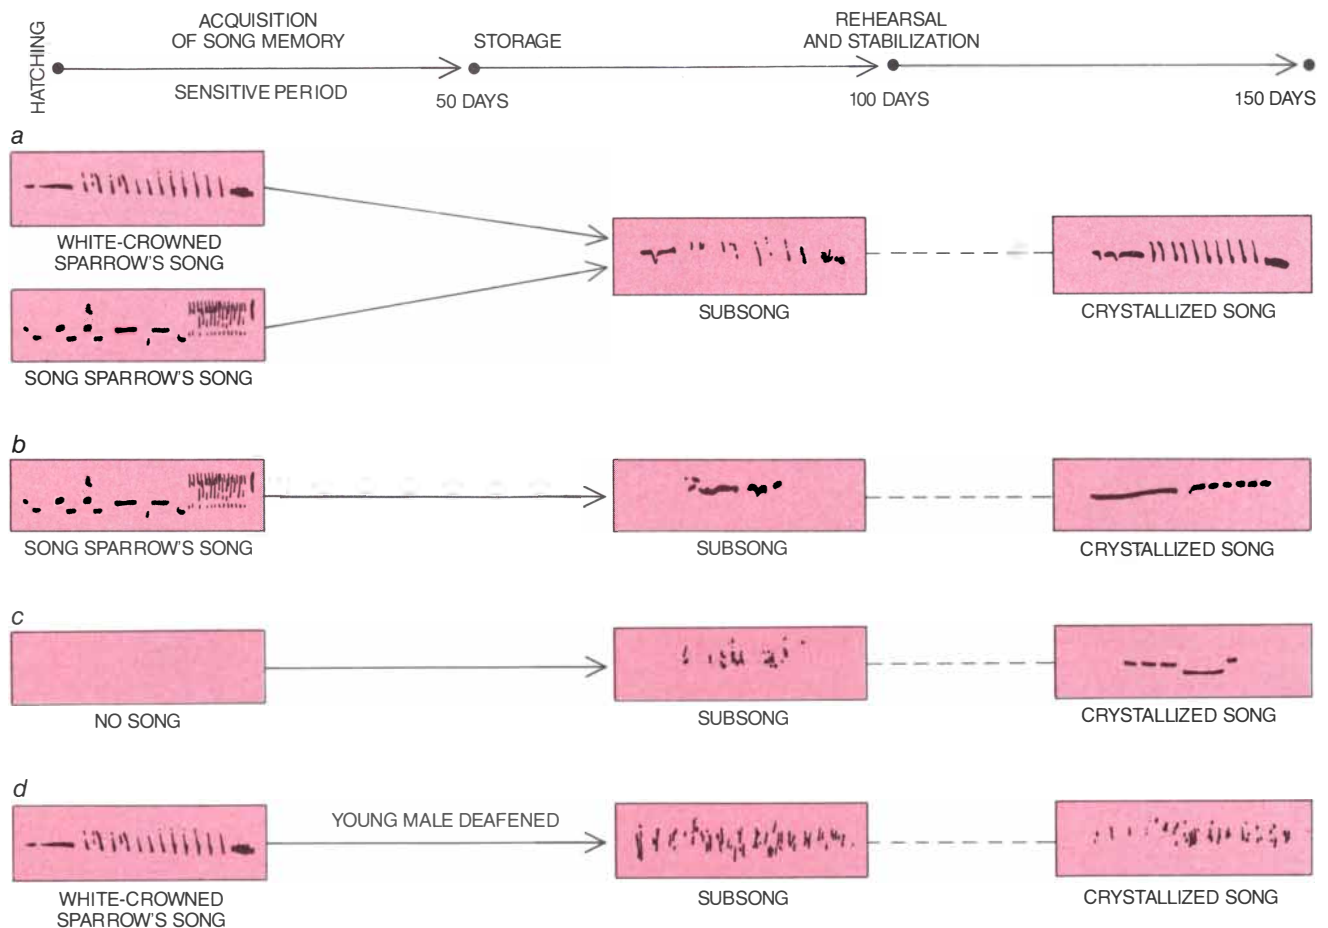 HATCHING
ACQUISITION
OF SONG MEMORY
STORAGE
REHEARSAL
AND STABILIZATION
SENSITIVE PERIOD
50 DAYS
100 DAYS
150 DAYS
a
WHITE-CROWNED
SPARROW'S SONG
SONG SPARROW'S SONG
SUBSONG
CRYSTALLIZED SONG
b
SONG SPARROW'S SONG
SUBSONG
CRYSTALLIZED SONG
c
NO SONG
SUBSONG
CRYSTALLIZED SONG
d
YOUNG MALE DEAFENED
WHITE-CROWNED
SPARROW'S SONG
SUBSONG
CRYSTALLIZED SONG